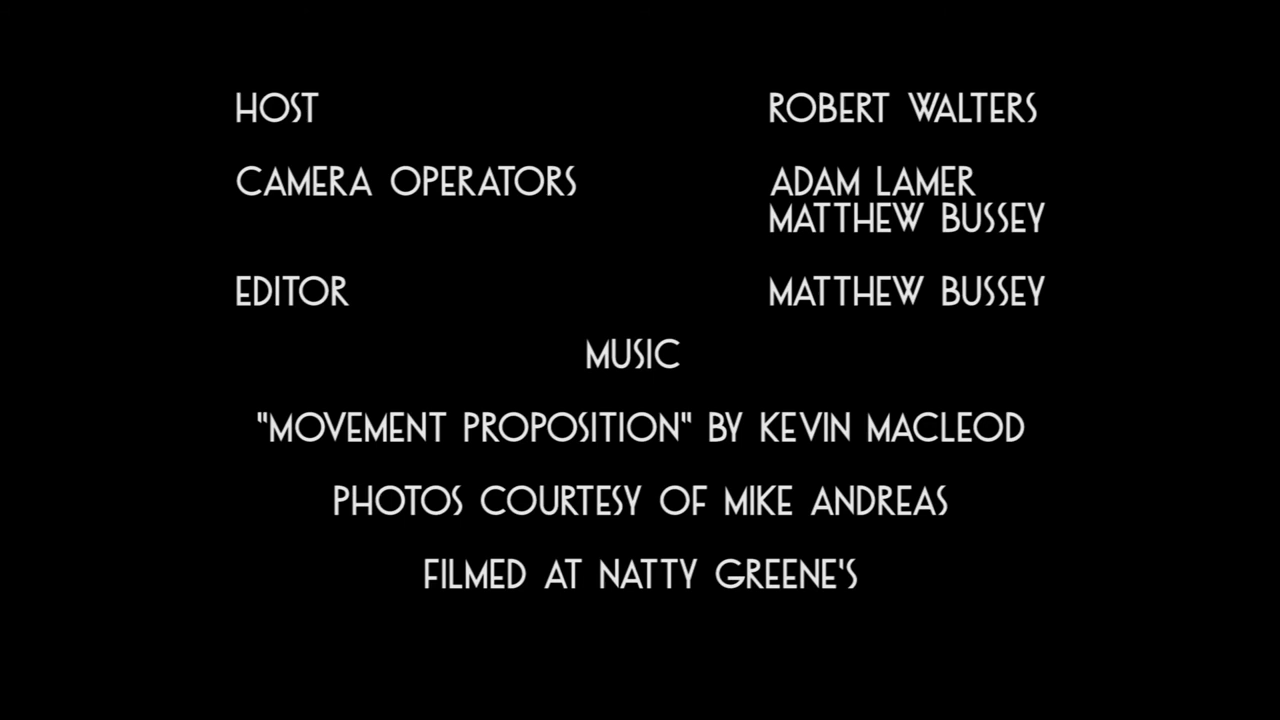 HOST ROBERT WALTERS
CAMERA OPERATORS ADAM LAMER
MATTHEW BUSSEY
EDITOR MATTHEW BUSSEY
MUSIC
"MOVEMENT PROPOSITION" BY KEVIN MACLEOD
PHOTOS COURTESY OF MIKE ANDREAS
FILMED AT NATTY GREENE'S